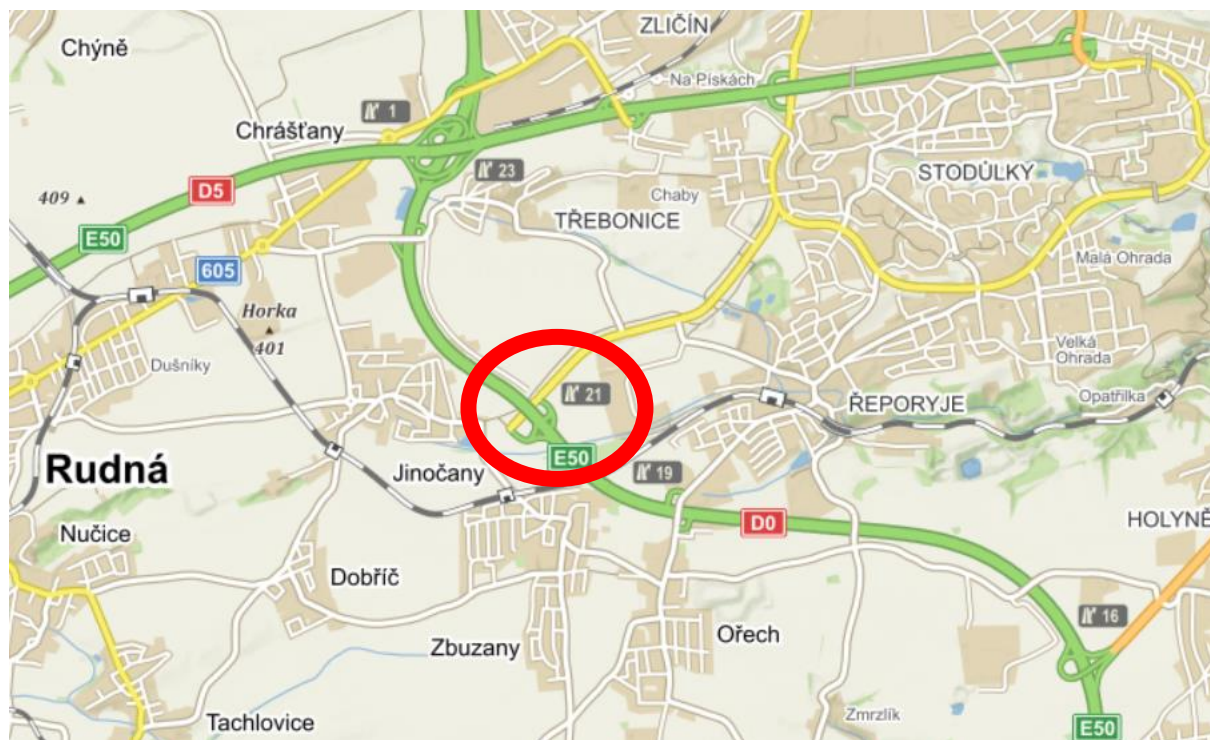 ZLIČÍN
Chýně
Na Pískách
1
Chrášťany
23
STODŮLKY
D5
409
Chaby
TŘEBONICE
E50
Malá Ohrada
605
Horka
401
Velká
Ohrada
Dušníky
21
Opatřilka
ŘEPORYJE
E50
Rudná
Jinočany
19
D0
HOLYNĚ
Nučice
Dobříč
16
Ořech
Zbuzany
Zmrzlík
Tachlovice
E50